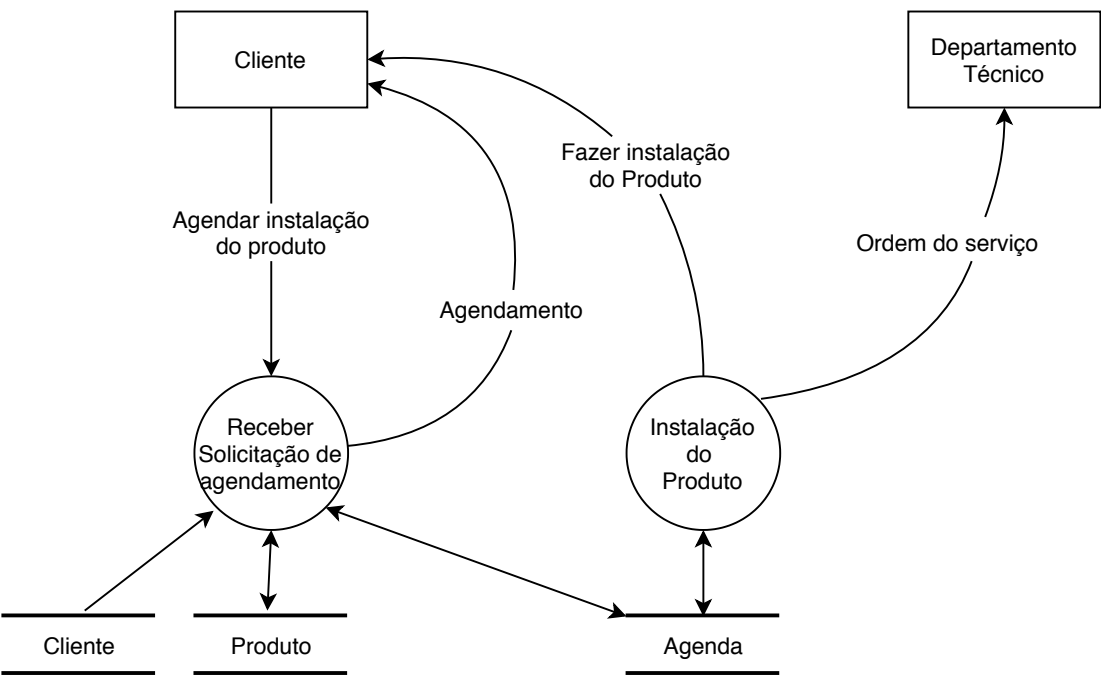 Cliente
Departamento
Técnico
Fazer instalação
do Produto
Agendar instalação
do produto
Ordem do serviço
Agendamento
Receber
Solicitação de
agendamento
Instalação
do
Produto
Cliente
Produto
Agenda